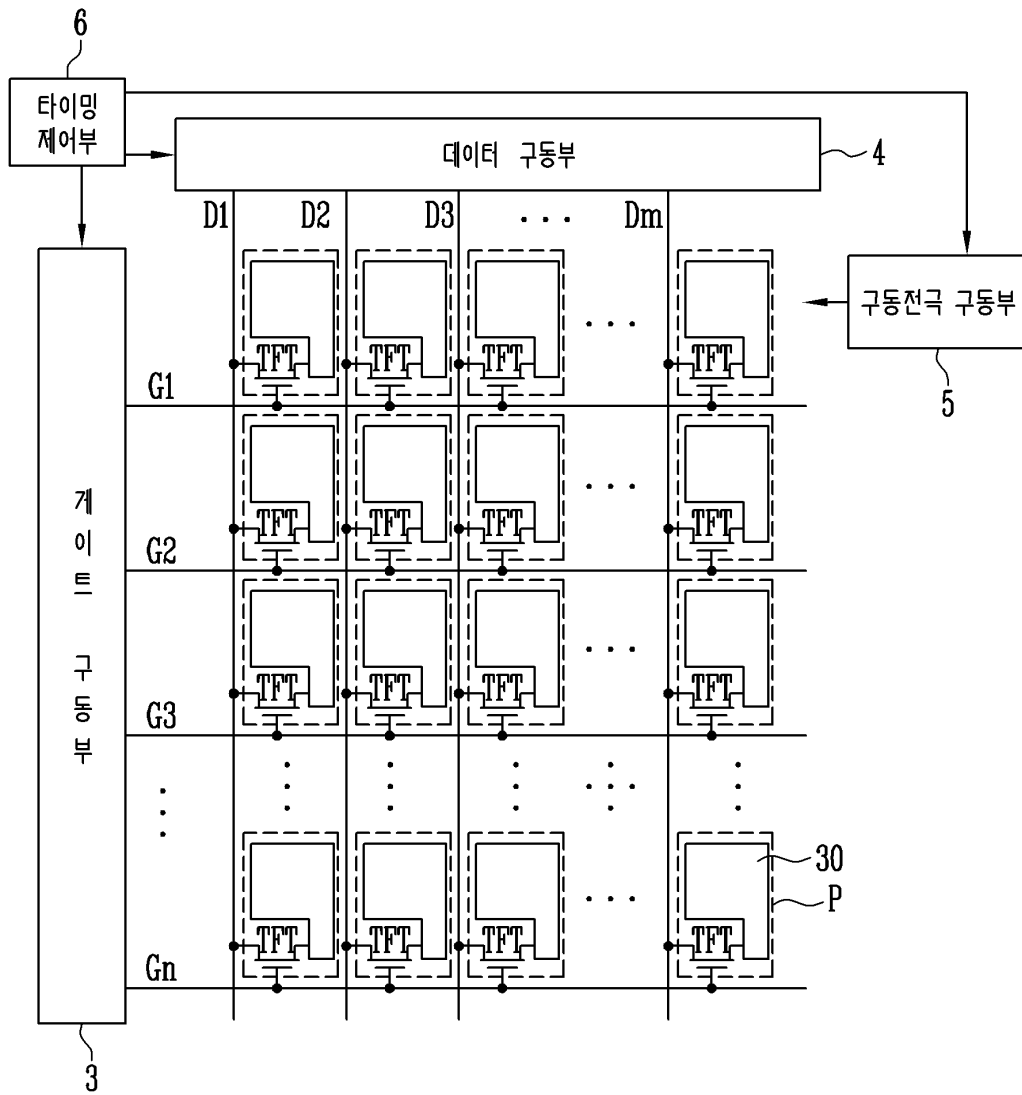 6
타이밍
제어부
데이터 구동부
4
D1 D2 D3 ... Dm
구동전극 구동부
5
TFT TFT TFT ... TFT
G1
TFT TFT TFT ... TFT
G2
TFT TFT TFT ... TFT
G3
게이트 구동부
30
P
TFT TFT TFT ... TFT
Gn
3